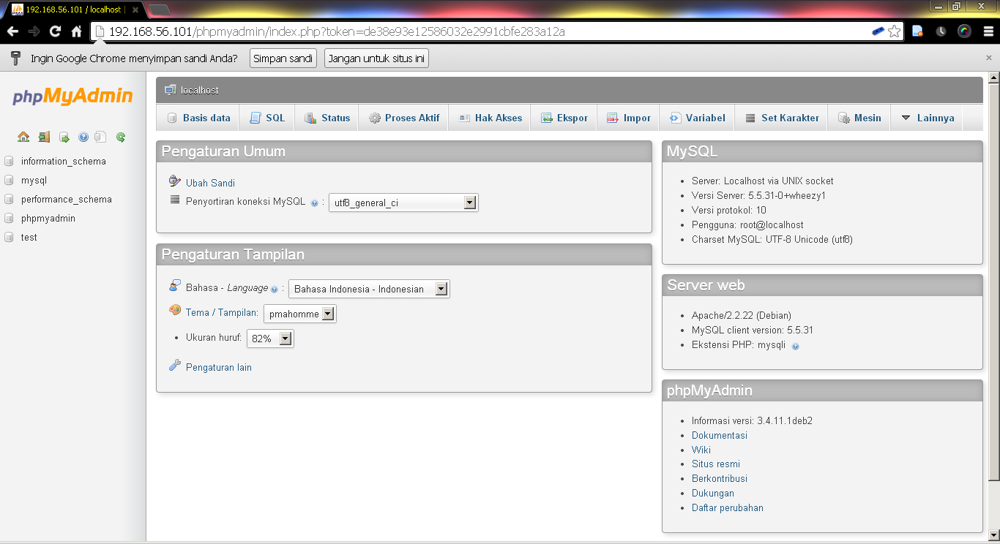 192.168.56.101 / localhost |
192.168.56.101/phpmyadmin/index.php?token=de38e93e12586032e2991cbfe283a12a
Ingin Google Chrome menyimpan sandi Anda? Simpan sandi Jangan untuk situs ini
phpMyAdmin
information_schema
mysql
performance_schema
phpmyadmin
test
localhost
Basis data SQL Status Proses Aktif Hak Akses Ekspor Impor Variabel Set Karakter Mesin Lainnya
Pengaturan Umum
Ubah Sandi
Penyortiran koneksi MySQL : utf8_general_ci
Pengaturan Tampilan
Bahasa - Language : Bahasa Indonesia - Indonesian
Tema / Tampilan: pmahomme
Ukuran huruf: 82%
Pengaturan lain
MySQL
Server: Localhost via UNIX socket
Versi Server: 5.5.31-0+wheezy1
Versi protokol: 10
Pengguna: root@localhost
Charset MySQL: UTF-8 Unicode (utf8)
Server web
Apache/2.2.22 (Debian)
MySQL client version: 5.5.31
Ekstensi PHP: mysqli
phpMyAdmin
Informasi versi: 3.4.11.1deb2
Dokumentasi
Wiki
Situs resmi
Berkontribusi
Dukungan
Daftar perubahan